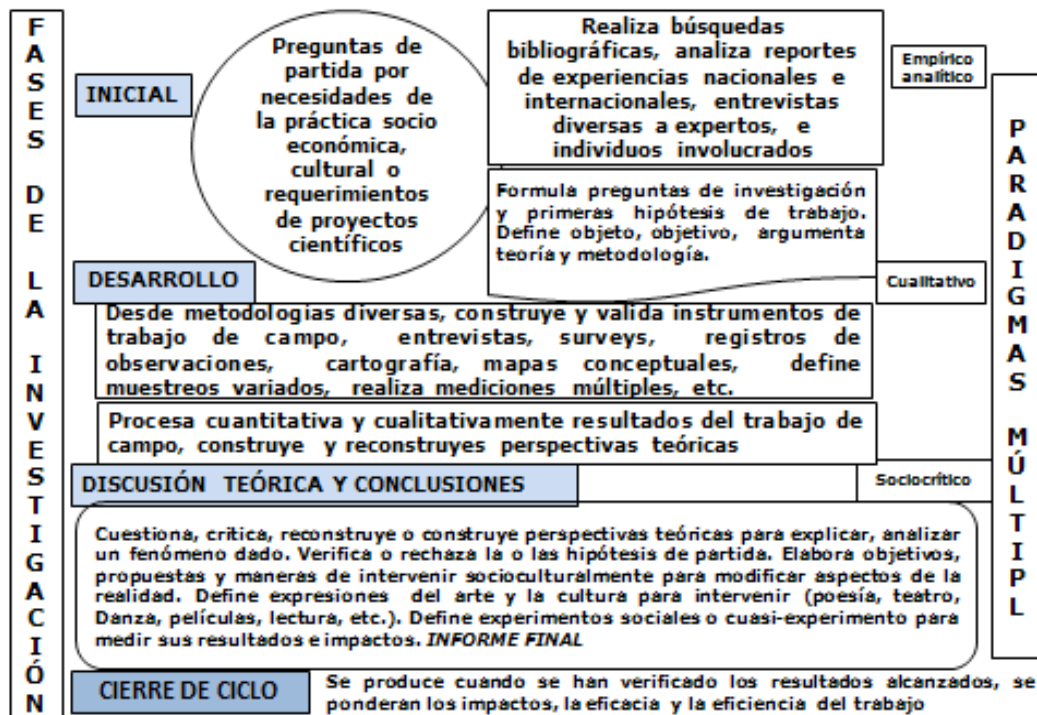 FASES DE LA INVESTIGACIÓN
INICIAL
Preguntas de
partida por
necesidades de
la práctica socio
económica,
cultural o
requerimientos
de proyectos
científicos
Realiza búsquedas
bibliográficas, analiza reportes
de experiencias nacionales e
internacionales, entrevistas
diversas a expertos, e
individuos involucrados
Empírico
analítico
PARADIGMAS MÚLTIPL
Formula preguntas de investigación
y primeras hipótesis de trabajo.
Define objeto, objetivo, argumenta
teoría y metodología.
DESARROLLO
Cualitativo
Desde metodologías diversas, construye y valida instrumentos de
trabajo de campo, entrevistas, surveys, registros de
observaciones, cartografía, mapas conceptuales, define
muestreos variados, realiza mediciones múltiples, etc.
Procesa cuantitativa y cualitativamente resultados del trabajo de
campo, construye y reconstruyes perspectivas teóricas
DISCUSIÓN TEÓRICA Y CONCLUSIONES
Sociocrítico
Cuestiona, critica, reconstruye o construye perspectivas teóricas para explicar, analizar
un fenómeno dado. Verifica o rechaza la o las hipótesis de partida. Elabora objetivos,
propuestas y maneras de intervenir socioculturalmente para modificar aspectos de la
realidad. Define expresiones del arte y la cultura para intervenir (poesía, teatro,
Danza, películas, lectura, etc.). Define experimentos sociales o cuasi-experimento para
medir sus resultados e impactos. INFORME FINAL
CIERRE DE CICLO
Se produce cuando se han verificado los resultados alcanzados, se
ponderan los impactos, la eficacia y la eficiencia del trabajo